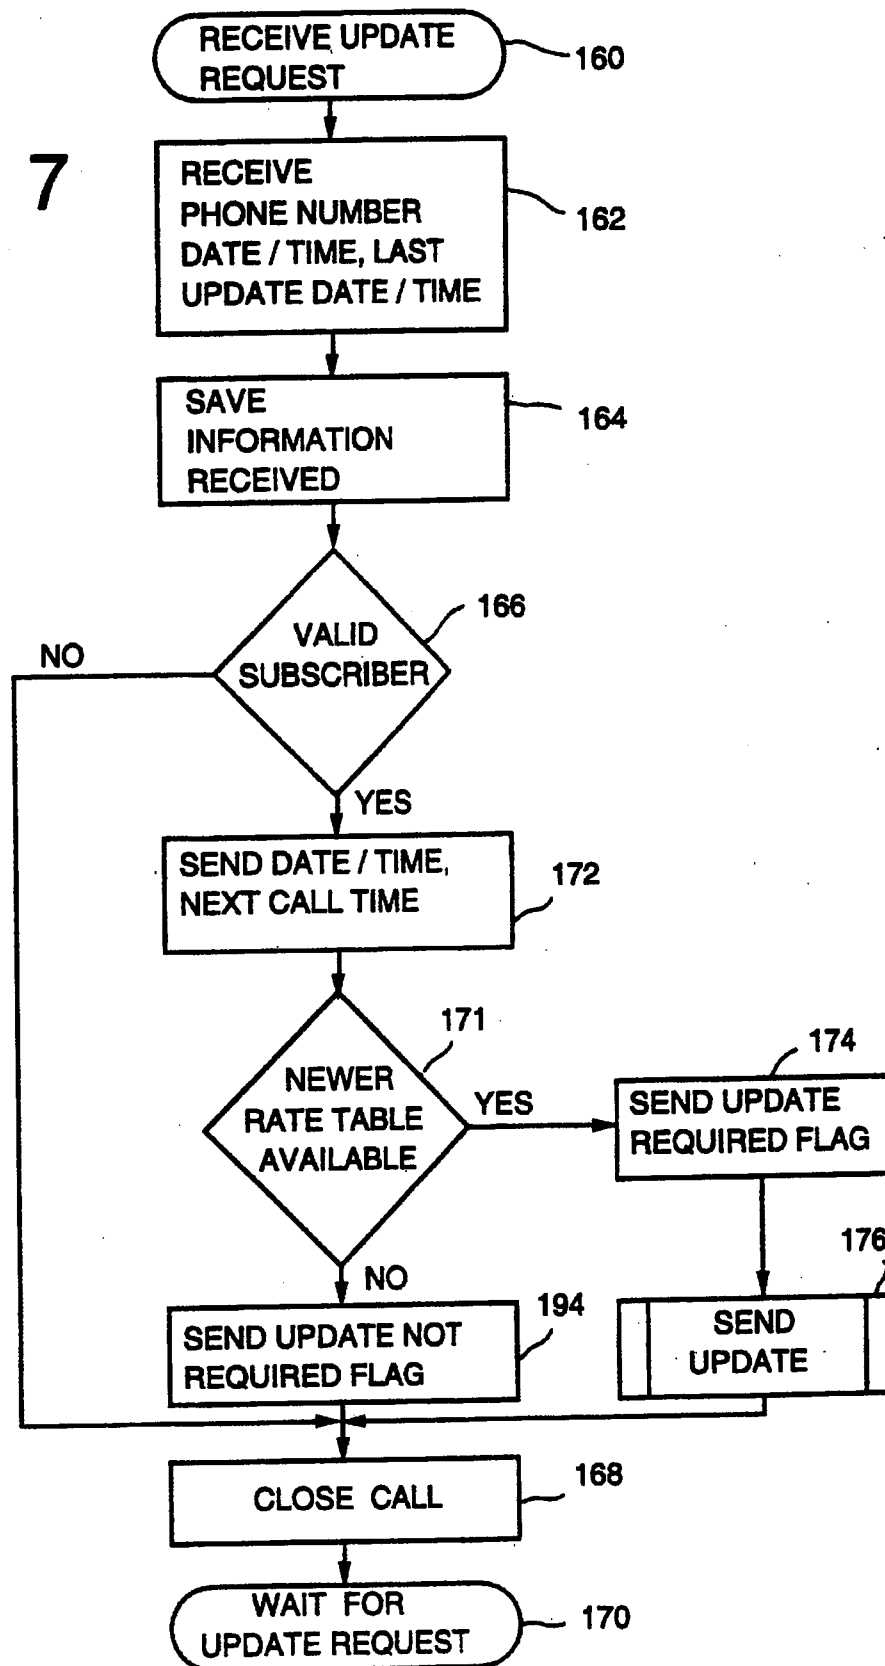 RECEIVE UPDATE
REQUEST
160
7
RECEIVE
PHONE NUMBER
DATE / TIME, LAST
UPDATE DATE / TIME
162
SAVE
INFORMATION
RECEIVED
164
VALID
SUBSCRIBER
166
NO
YES
SEND DATE / TIME,
NEXT CALL TIME
172
NEWER
RATE TABLE
AVAILABLE
171
YES
SEND UPDATE
REQUIRED FLAG
174
NO
SEND UPDATE NOT
REQUIRED FLAG
194
SEND
UPDATE
176
CLOSE CALL
168
WAIT FOR
UPDATE REQUEST
170